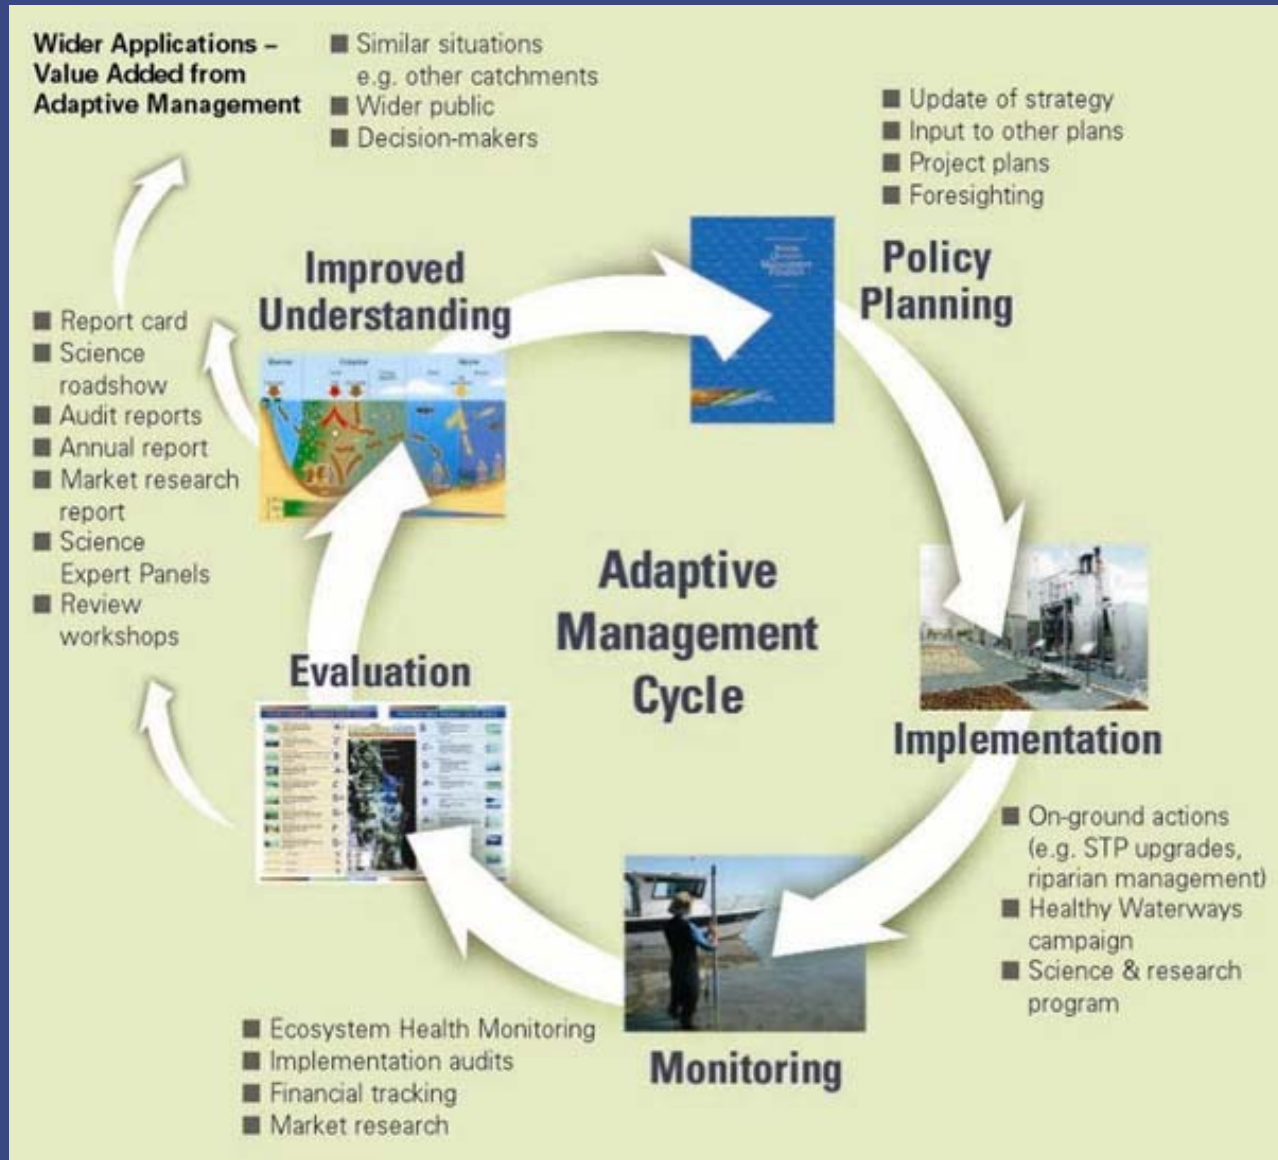 Wider Applications –
Value Added from
Adaptive Management
■ Similar situations
e.g. other catchments
■ Wider public
■ Decision-makers
■ Update of strategy
■ Input to other plans
■ Project plans
■ Foresighting
Improved
Understanding
Policy
Planning
■ Report card
■ Science
roadshow
■ Audit reports
■ Annual report
■ Market research
report
■ Science
Expert Panels
■ Review
workshops
Adaptive
Management
Cycle
Evaluation
Implementation
■ On-ground actions
(e.g. STP upgrades,
riparian management)
■ Healthy Waterways
campaign
■ Science & research
program
■ Ecosystem Health Monitoring
■ Implementation audits
■ Financial tracking
■ Market research
Monitoring